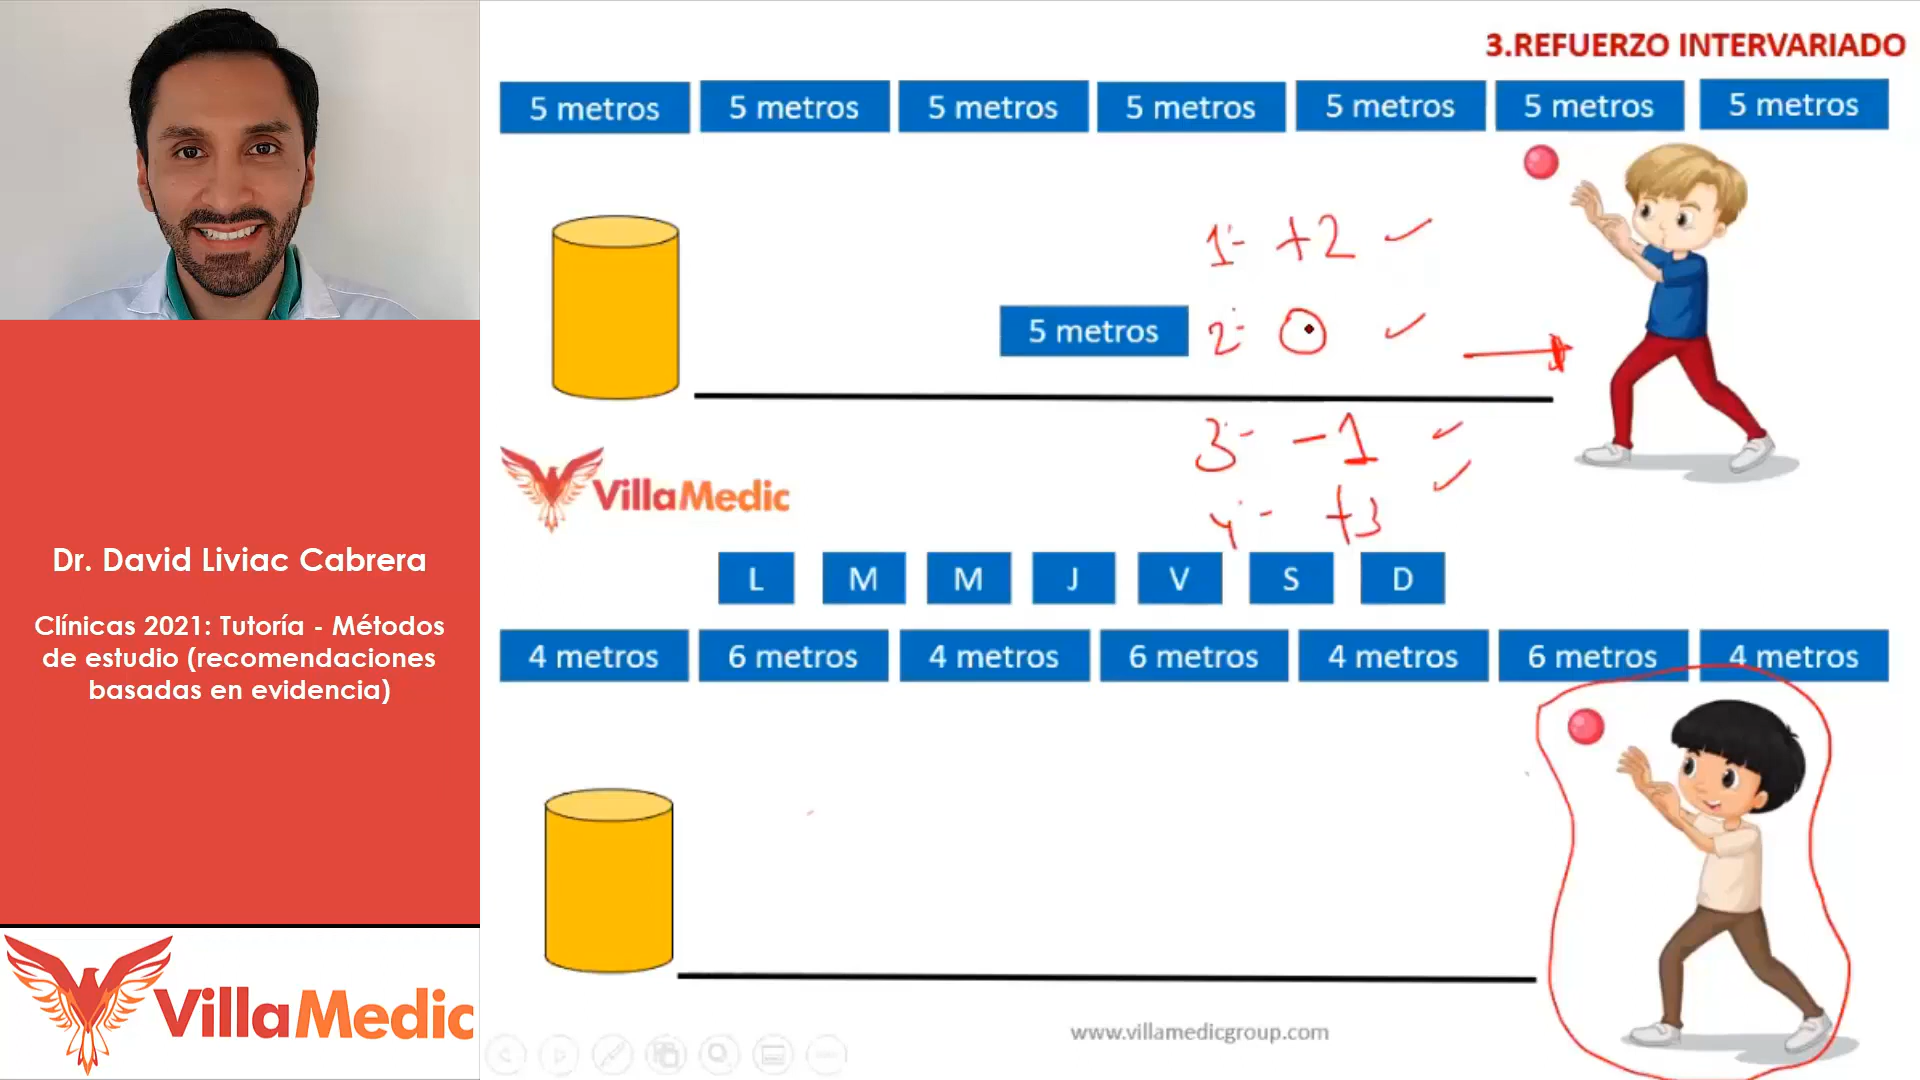 3.REFUERZO INTERVARIADO
5 metros 5 metros 5 metros 5 metros 5 metros 5 metros 5 metros
1- +2 ✓
5 metros
2- 0 ✓
3- -1 ✓
4- +3 ✓
VillaMedic
L M M J V S D
4 metros 6 metros 4 metros 6 metros 4 metros 6 metros 4 metros
www.villamedicgroup.com
Dr. David Liviac Cabrera
Clínicas 2021: Tutoría - Métodos
de estudio (recomendaciones
basadas en evidencia)
VillaMedic